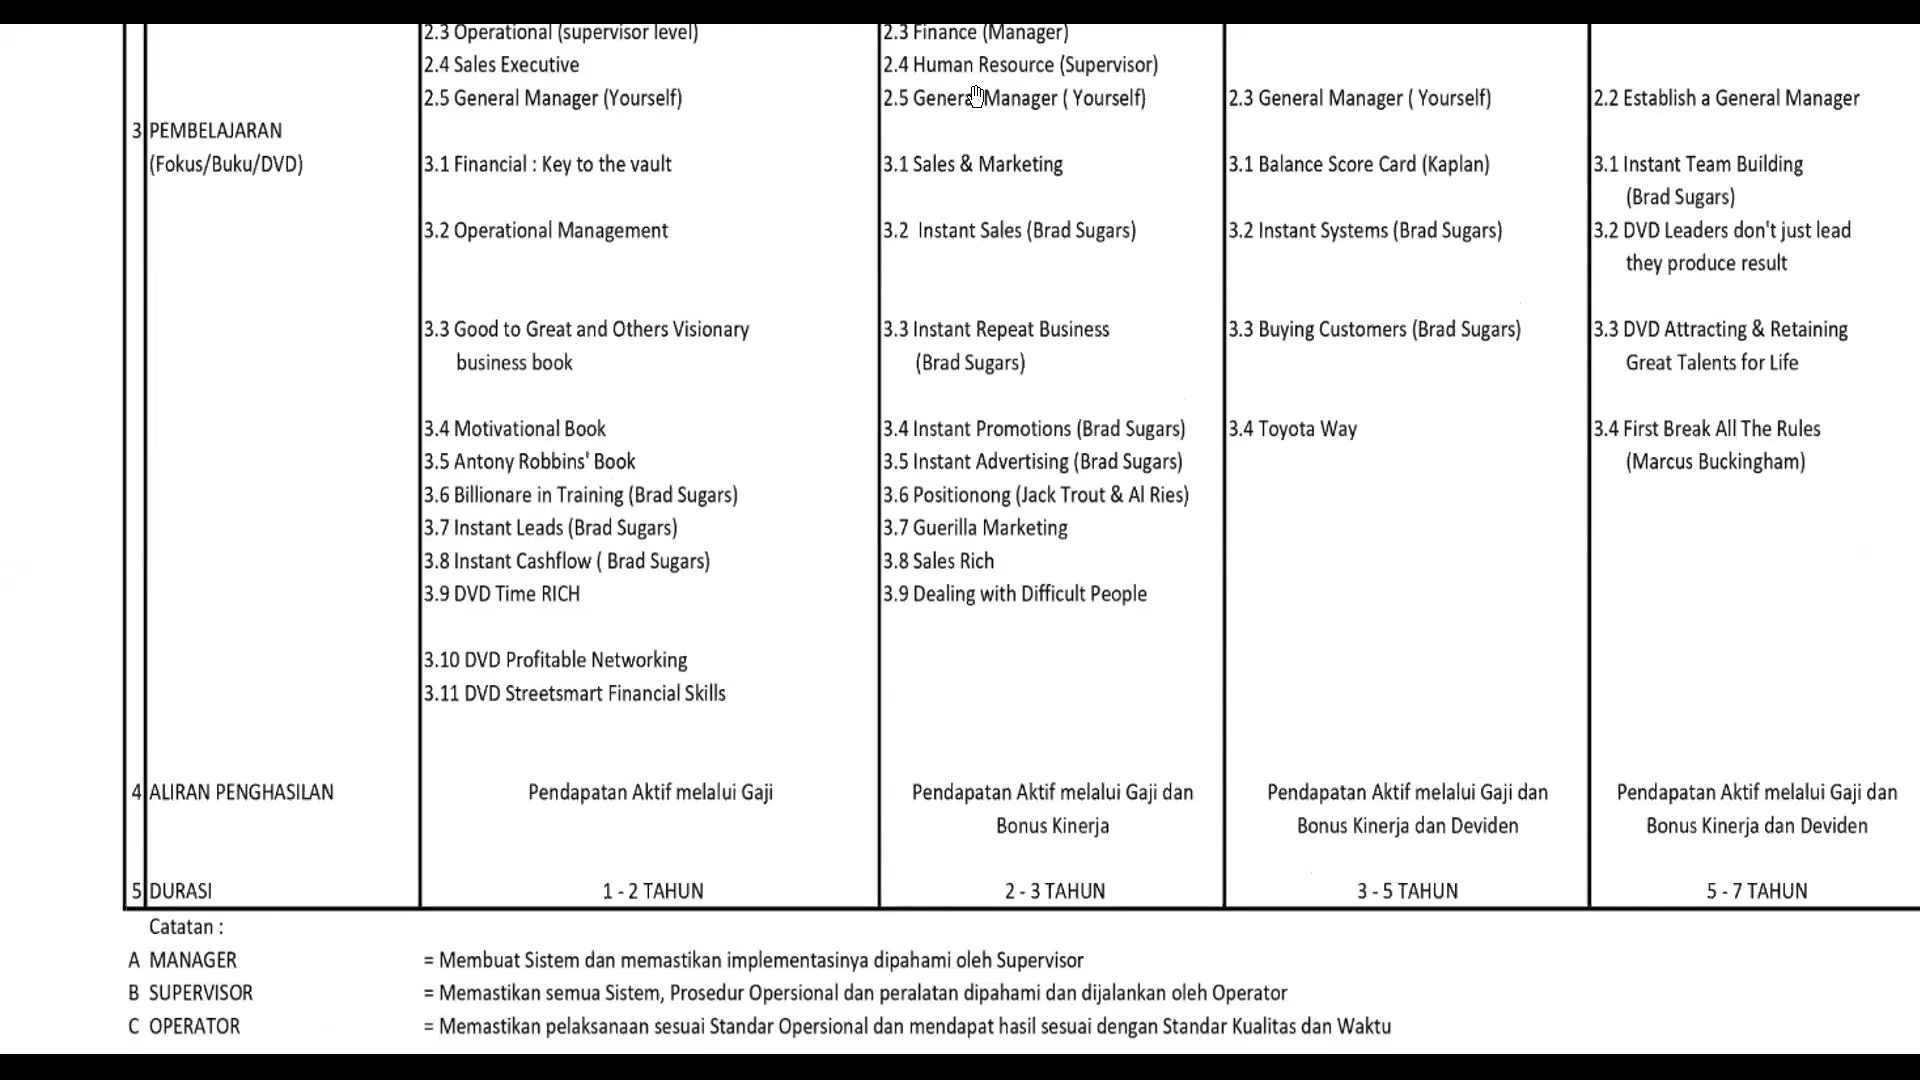 2.3 Operational (supervisor level)
2.3 Finance (Manager)
2.4 Sales Executive
2.4 Human Resource (Supervisor)
2.5 General Manager (Yourself)
2.5 General Manager ( Yourself)
2.3 General Manager ( Yourself)
2.2 Establish a General Manager
3 PEMBELAJARAN
(Fokus/Buku/DVD)
3.1 Financial : Key to the vault
3.1 Sales & Marketing
3.1 Balance Score Card (Kaplan)
3.1 Instant Team Building
(Brad Sugars)
3.2 Operational Management
3.2 Instant Sales (Brad Sugars)
3.2 Instant Systems (Brad Sugars)
3.2 DVD Leaders don't just lead
they produce result
3.3 Good to Great and Others Visionary
business book
3.3 Instant Repeat Business
(Brad Sugars)
3.3 Buying Customers (Brad Sugars)
3.3 DVD Attracting & Retaining
Great Talents for Life
3.4 Motivational Book
3.4 Instant Promotions (Brad Sugars)
3.4 Toyota Way
3.4 First Break All The Rules
(Marcus Buckingham)
3.5 Antony Robbins' Book
3.5 Instant Advertising (Brad Sugars)
3.6 Billionare in Training (Brad Sugars)
3.6 Positionong (Jack Trout & Al Ries)
3.7 Instant Leads (Brad Sugars)
3.7 Guerilla Marketing
3.8 Instant Cashflow ( Brad Sugars)
3.8 Sales Rich
3.9 DVD Time RICH
3.9 Dealing with Difficult People
3.10 DVD Profitable Networking
3.11 DVD Streetsmart Financial Skills
4 ALIRAN PENGHASILAN
Pendapatan Aktif melalui Gaji
Pendapatan Aktif melalui Gaji dan
Bonus Kinerja
Pendapatan Aktif melalui Gaji dan
Bonus Kinerja dan Deviden
Pendapatan Aktif melalui Gaji dan
Bonus Kinerja dan Deviden
5 DURASI
1 - 2 TAHUN
2 - 3 TAHUN
3 - 5 TAHUN
5 - 7 TAHUN
Catatan :
A MANAGER = Membuat Sistem dan memastikan implementasinya dipahami oleh Supervisor
B SUPERVISOR = Memastikan semua Sistem, Prosedur Opersional dan peralatan dipahami dan dijalankan oleh Operator
C OPERATOR = Memastikan pelaksanaan sesuai Standar Opersional dan mendapat hasil sesuai dengan Standar Kualitas dan Waktu